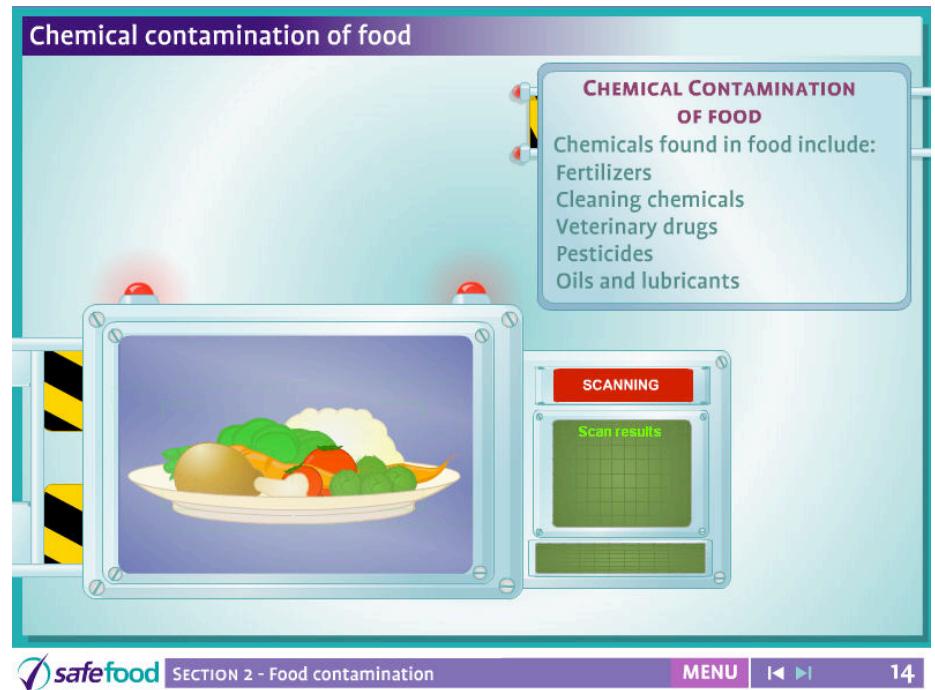 Chemical contamination of food
CHEMICAL CONTAMINATION
OF FOOD
Chemicals found in food include:
Fertilizers
Cleaning chemicals
Veterinary drugs
Pesticides
Oils and lubricants
SCANNING
Scan results
safefood SECTION 2 - Food contamination MENU 14